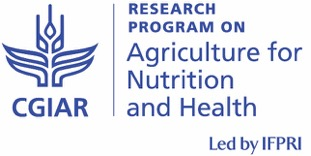 RESEARCH
PROGRAM ON
Agriculture for
Nutrition
and Health
CGIAR
Led by IFPRI